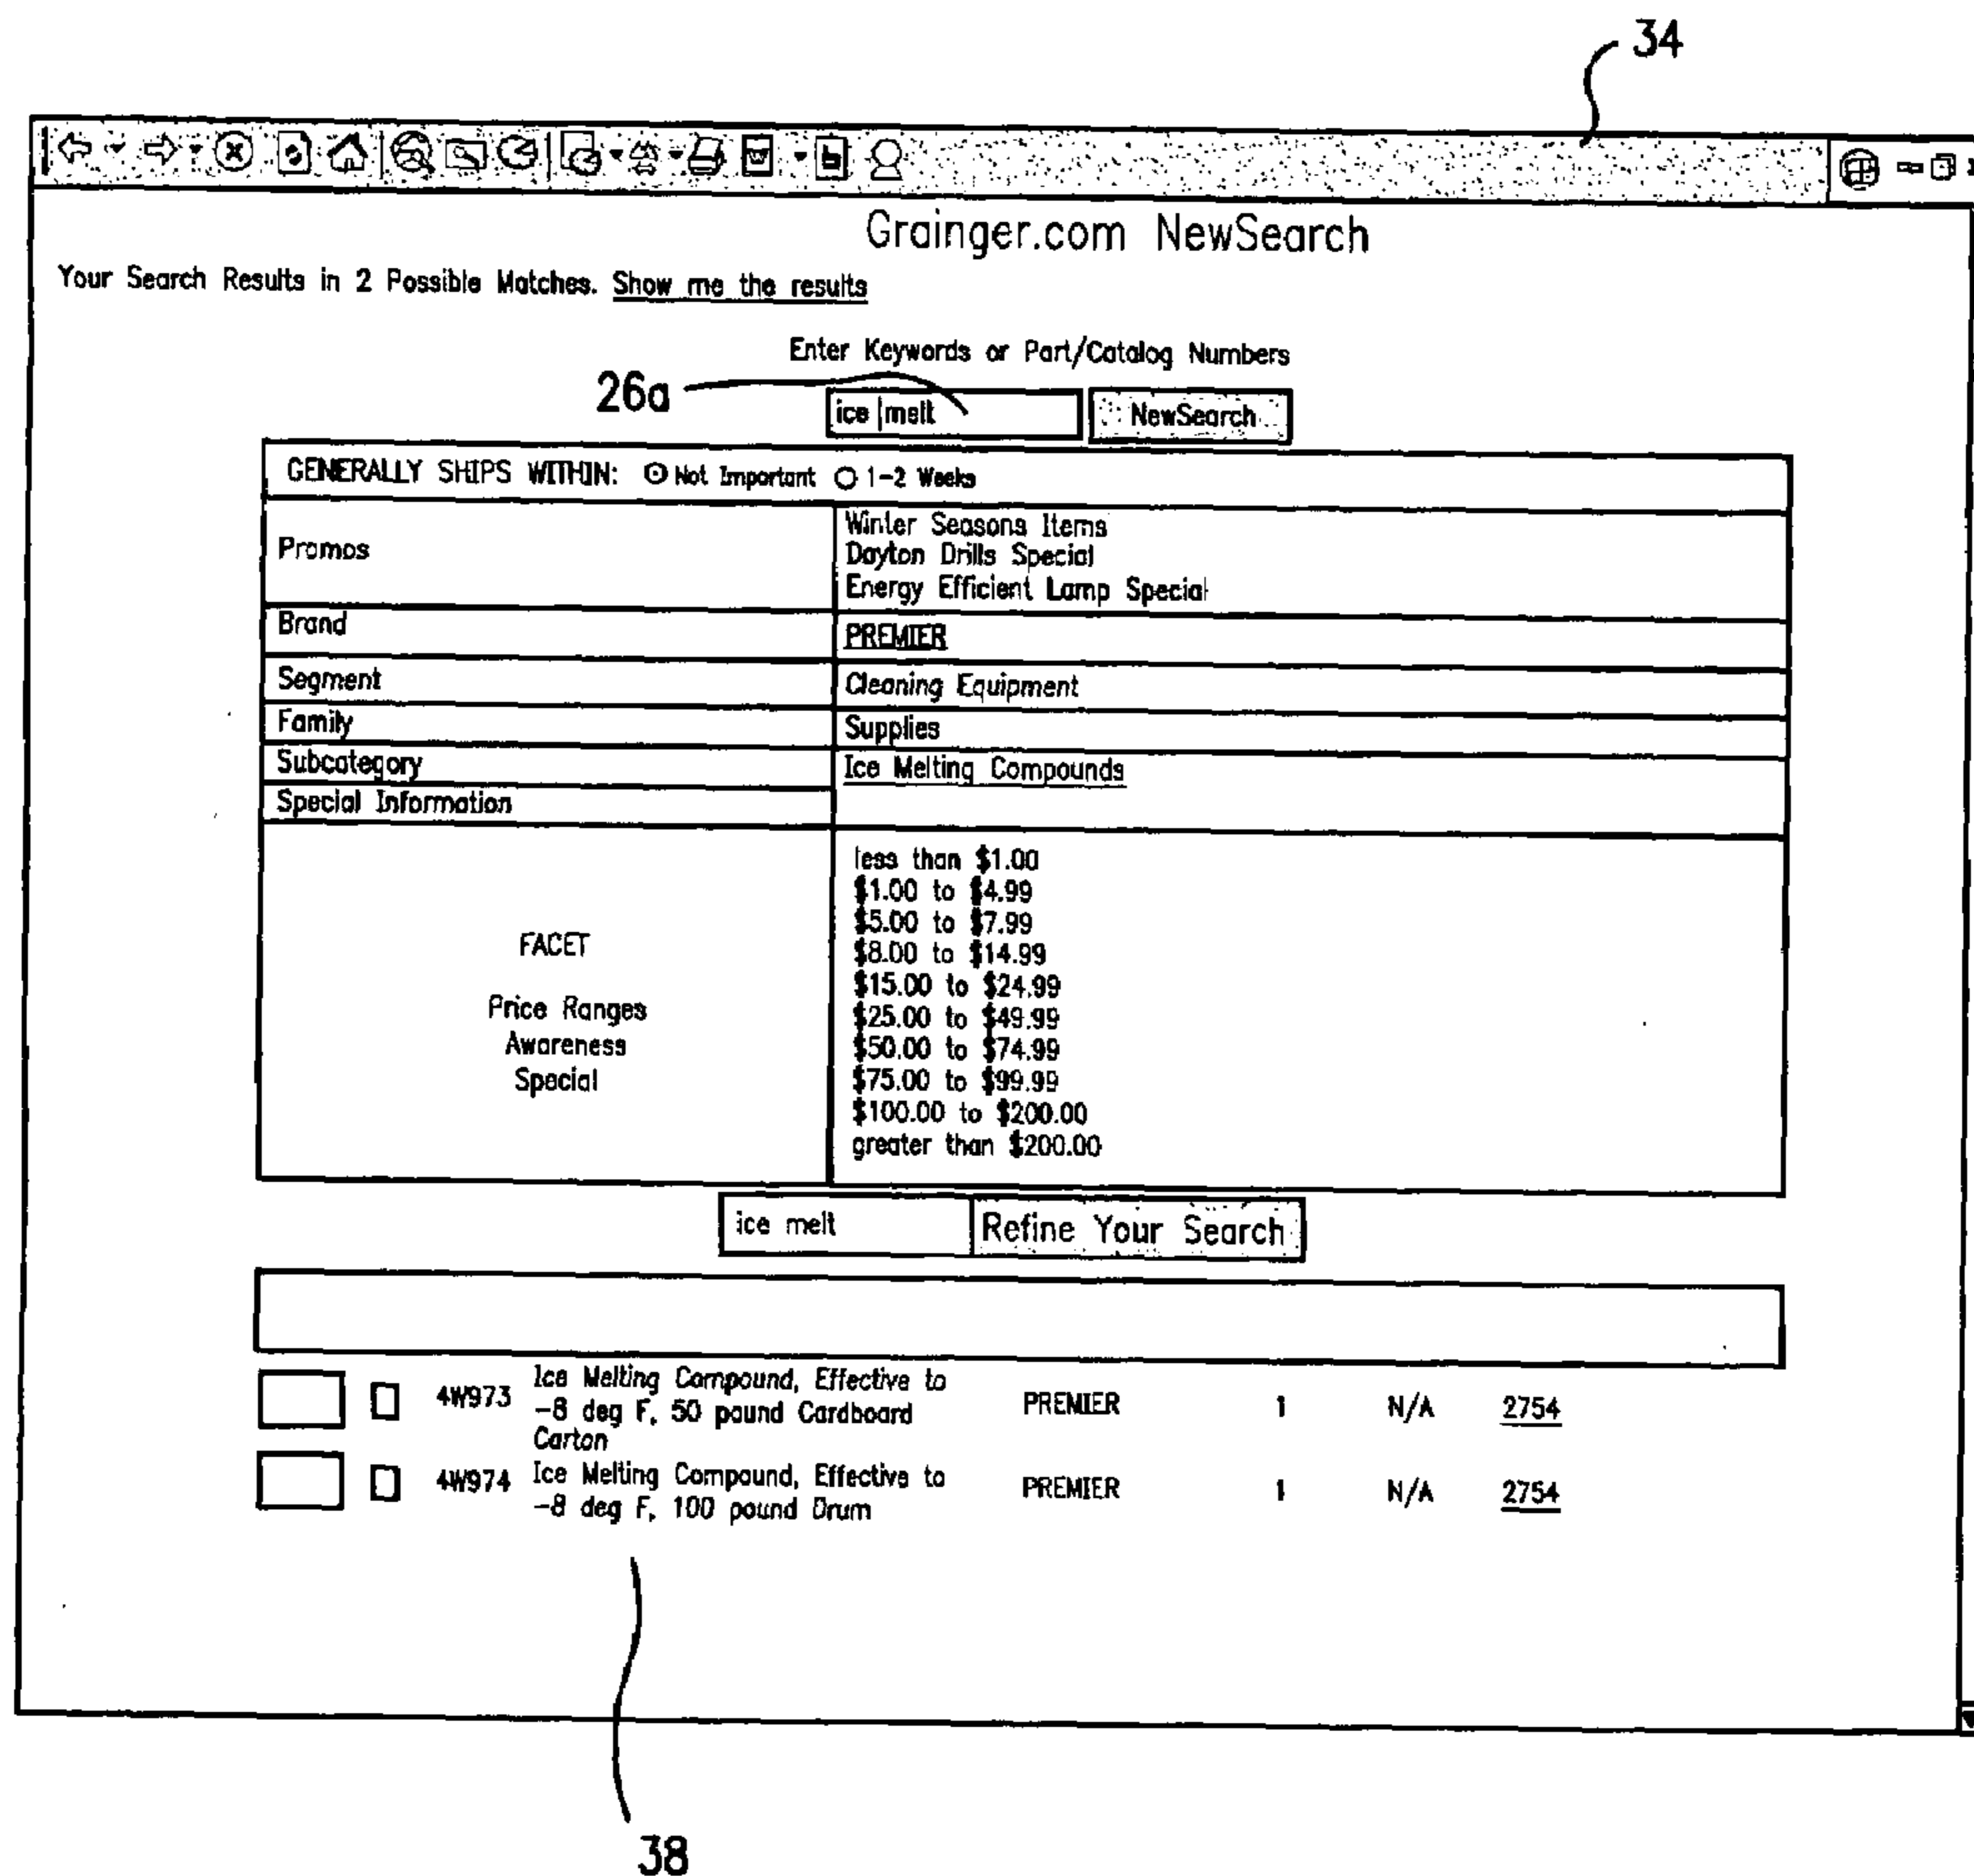 34
Grainger.com NewSearch
Your Search Results in 2 Possible Matches. Show me the results
Enter Keywords or Part/Catalog Numbers
26a
ice melt NewSearch
GENERALLY SHIPS WITHIN: Not Important 1-2 Weeks
Promos
Winter Seasons Items
Dayton Drills Special
Energy Efficient Lamp Special
Brand PREMIER
Segment Cleaning Equipment
Family Supplies
Subcategory Ice Melting Compounds
Special Information
FACET
Price Ranges
Awareness
Special
less than $1.00
$1.00 to $4.99
$5.00 to $7.99
$8.00 to $14.99
$15.00 to $24.99
$25.00 to $49.99
$50.00 to $74.99
$75.00 to $99.99
$100.00 to $200.00
greater than $200.00
ice melt Refine Your Search
4W973 Ice Melting Compound, Effective to
-8 deg F, 50 pound Cardboard
Carton
PREMIER 1 N/A 2754
4W974 Ice Melting Compound, Effective to
-8 deg F, 100 pound Drum
PREMIER 1 N/A 2754
38